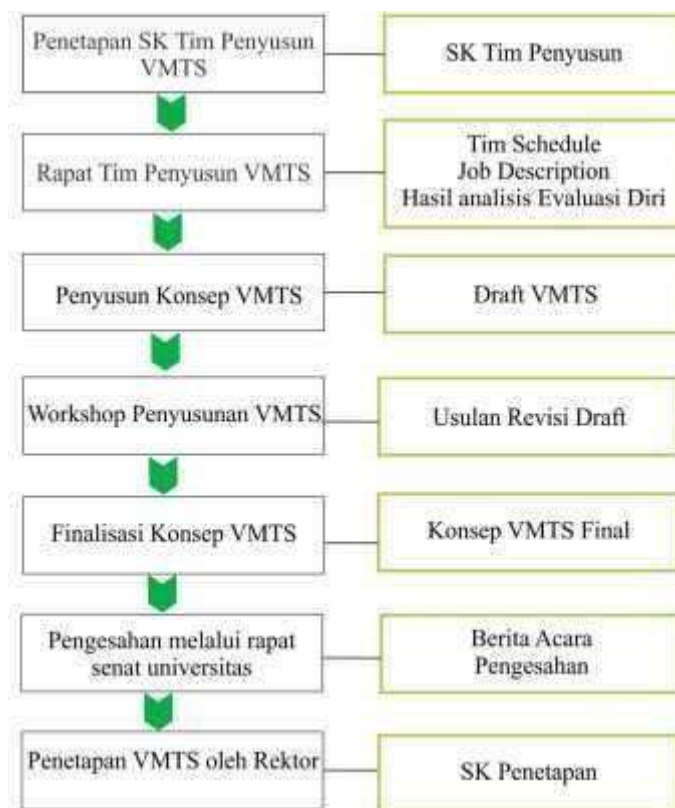 Penetapan SK Tim Penyusun
VMTS
SK Tim Penyusun
Rapat Tim Penyusun VMTS
Tim Schedule
Job Description
Hasil analisis Evaluasi Diri
Penyusun Konsep VMTS
Draft VMTS
Workshop Penyusunan VMTS
Usulan Revisi Draft
Finalisasi Konsep VMTS
Konsep VMTS Final
Pengesahan melalui rapat
senat universitas
Berita Acara
Pengesahan
Penetapan VMTS oleh Rektor
SK Penetapan